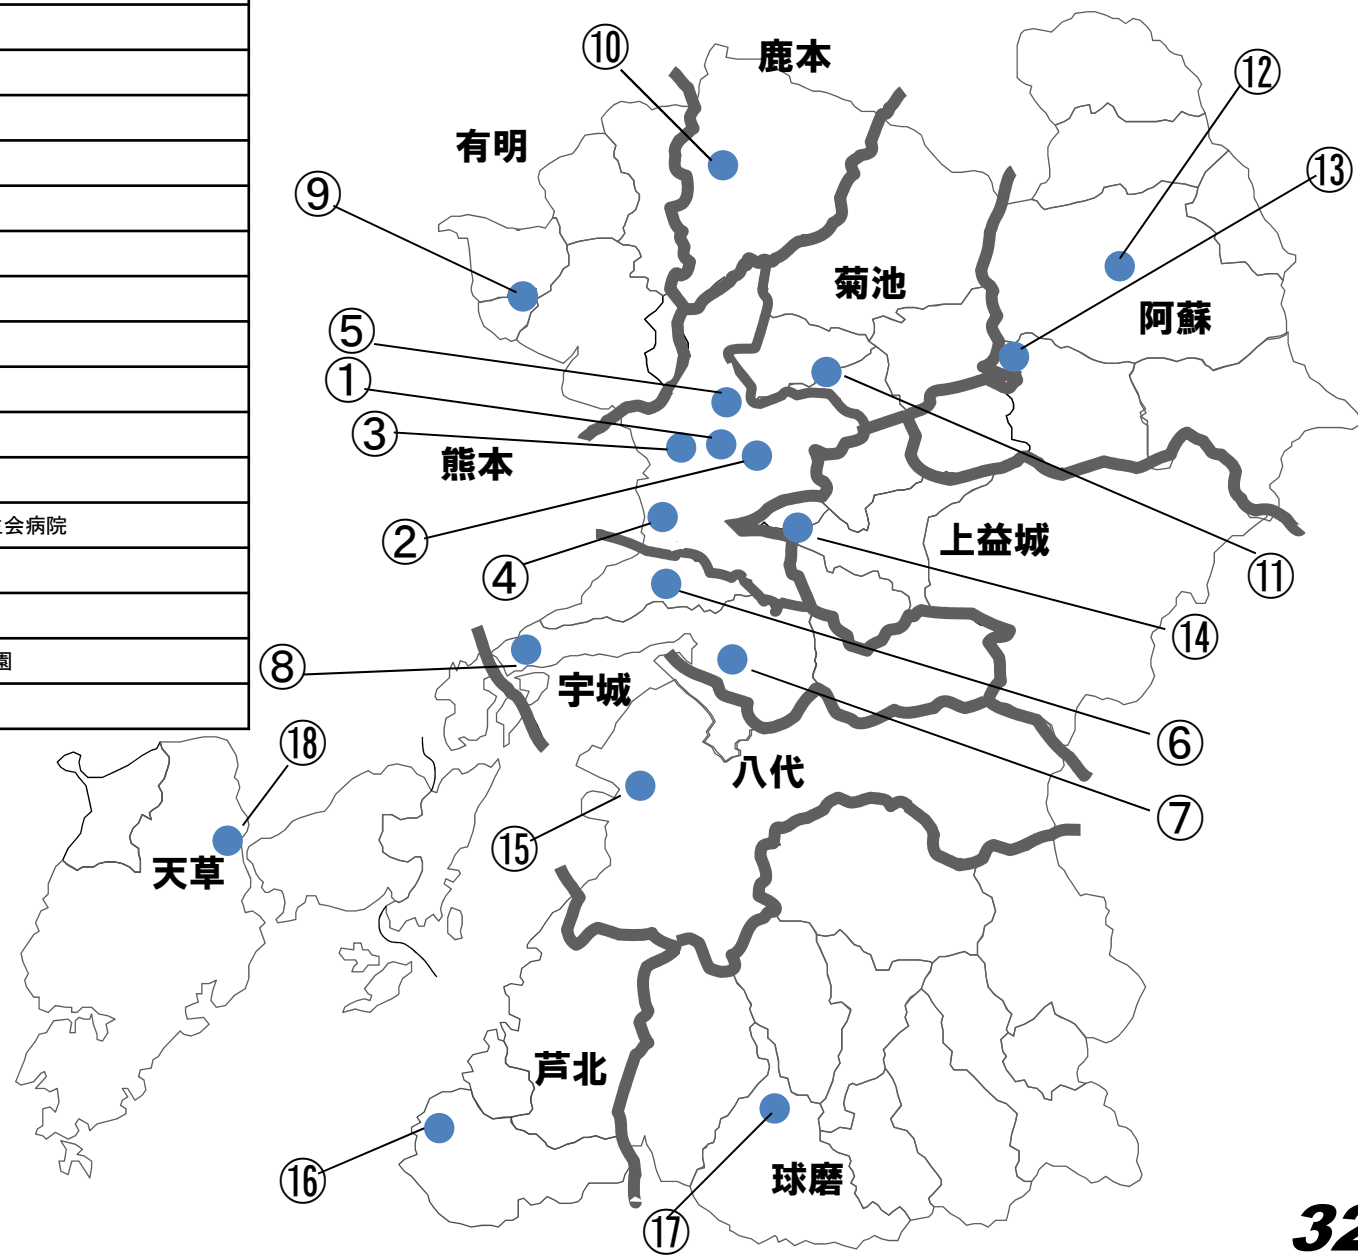 会病院
園
⑩
鹿本
⑫
有明
⑬
⑨
菊池
⑤
阿蘇
①
③
熊本
②
上益城
④
⑪
⑭
⑧
宇城
⑥
⑱
八代
⑦
⑮
天草
芦北
⑯
球磨
⑰
32